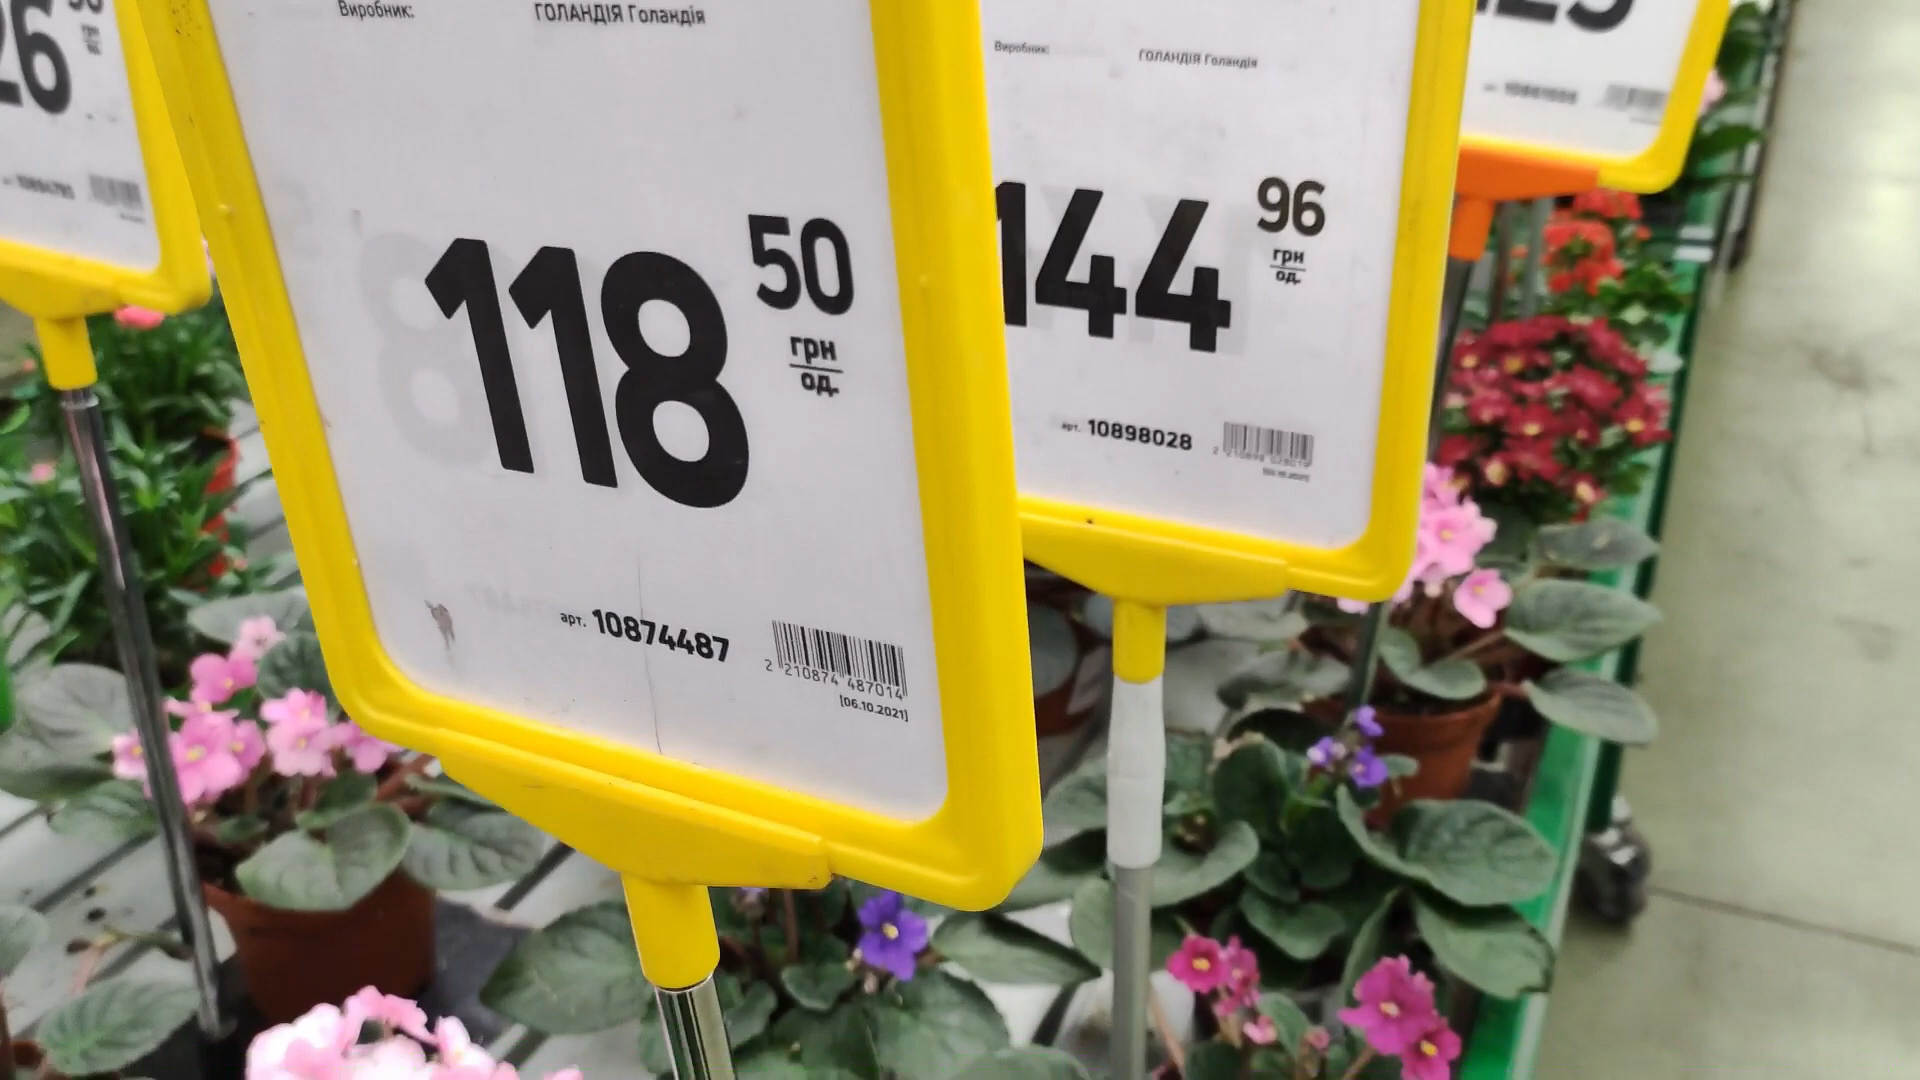 Виробник: ГОЛАНДІЯ Голандія
118 50
грн
од.
арт. 10874487
2 210874 487014
[06.10.2021]
Виробник: ГОЛАНДІЯ Голандія
144 96
грн
од.
арт. 10898028
26